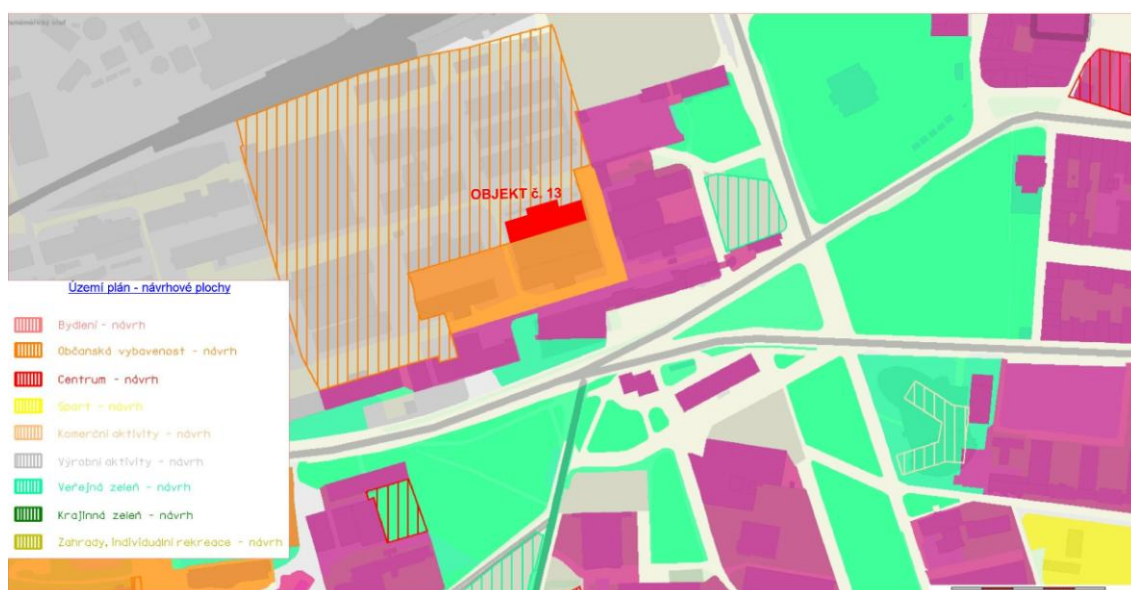 OBJEKT č. 13
Území plán - návrhové plochy
Bydlení - návrh
Občanská vybavenost - návrh
Centrum - návrh
Sport - návrh
Komerční aktivity - návrh
Výrobní aktivity - návrh
Veřejná zeleň - návrh
Krajinná zeleň - návrh
Zahrady, individuální rekreace - návrh